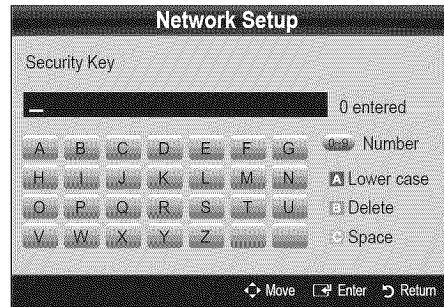 Network Setup
Security Key
_
0 entered
A B C D E F G
0~9 Number
H I J K L M N
A Lower case
O P Q R S T U
B Delete
V W X Y Z
C Space
Move Enter Return